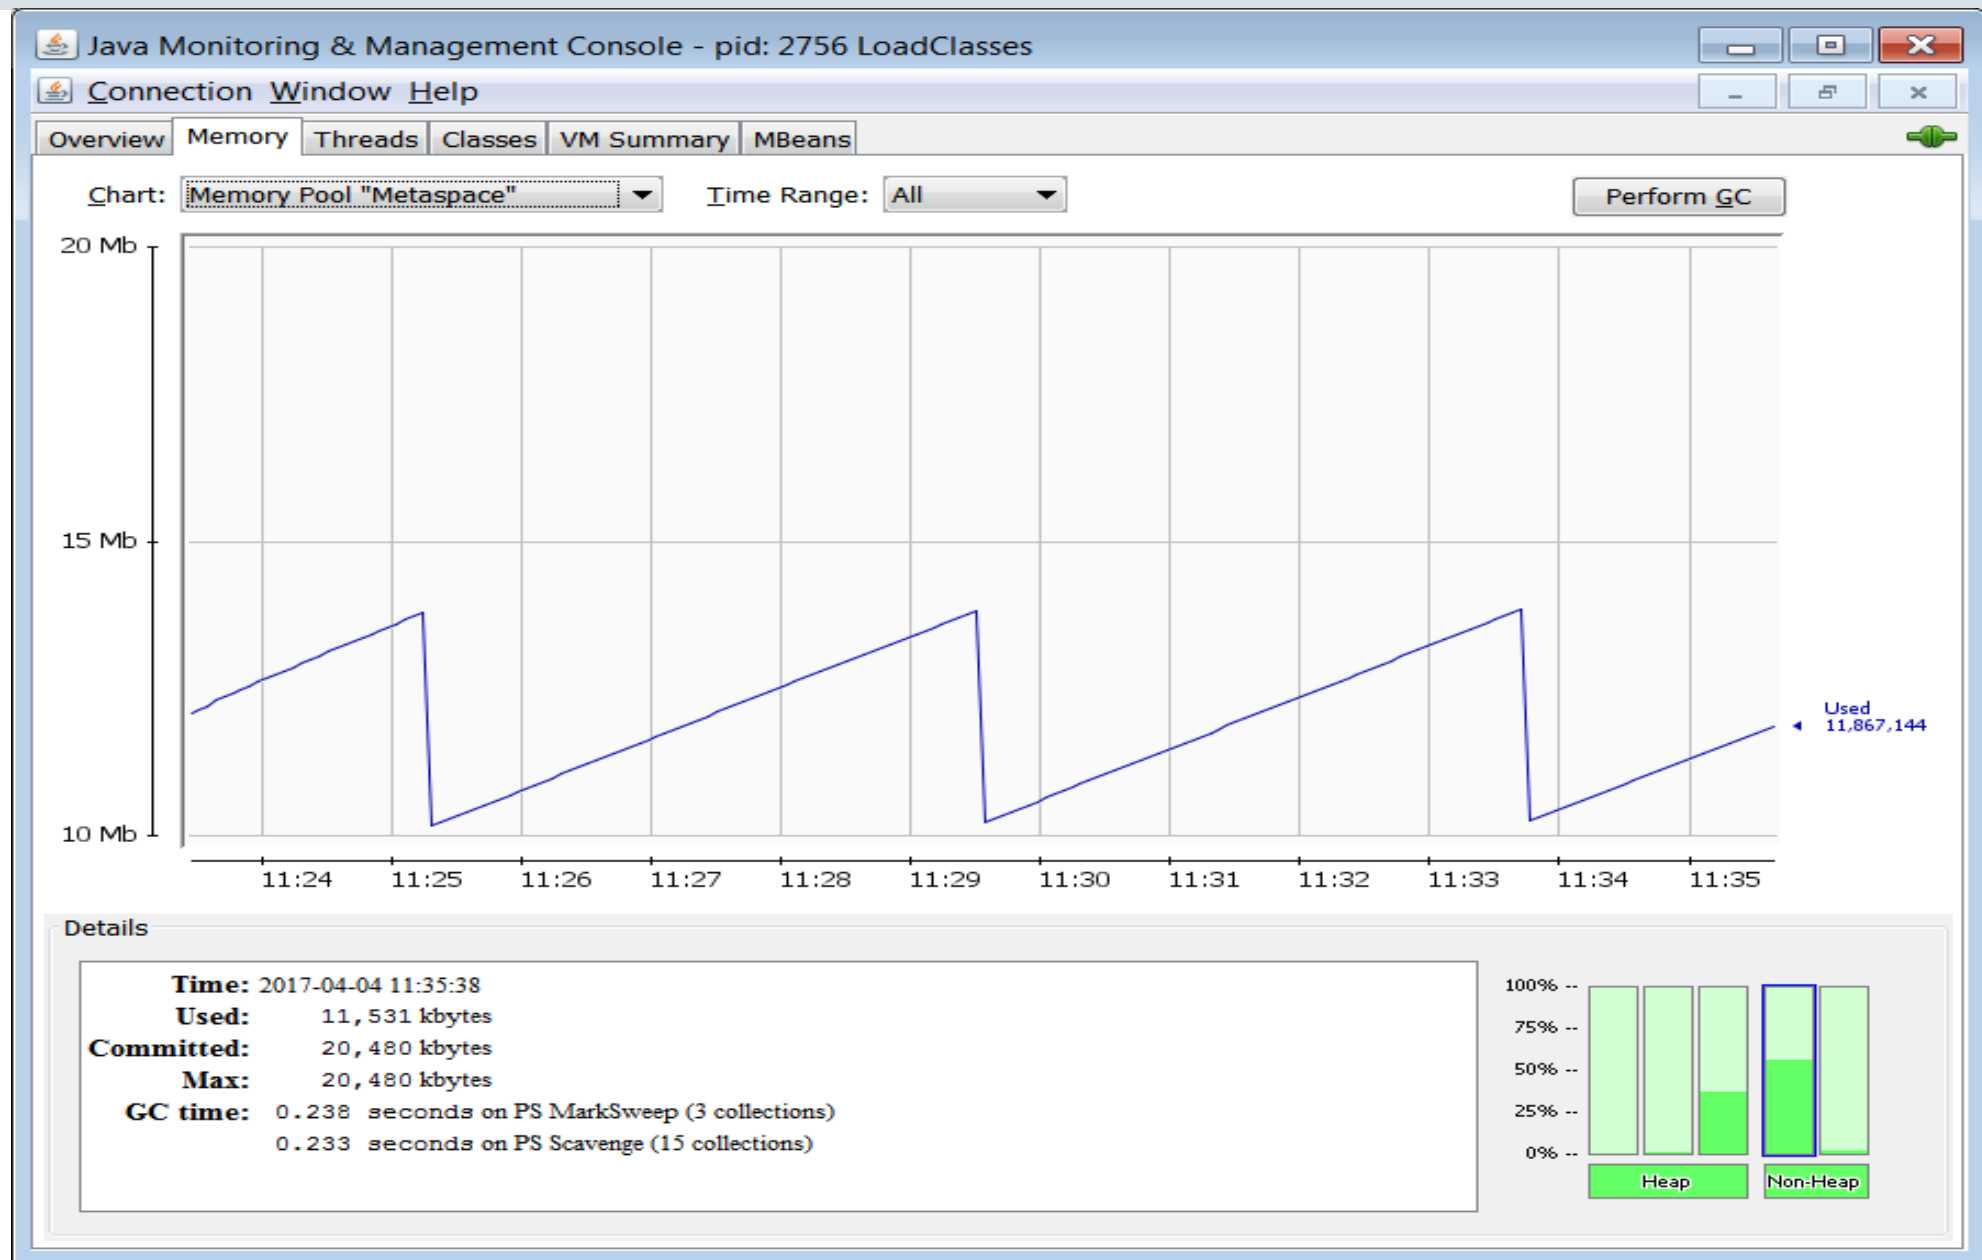 Java Monitoring & Management Console - pid: 2756 LoadClasses
Connection Window Help
Overview Memory Threads Classes VM Summary MBeans
Chart: Memory Pool "Metaspace" Time Range: All Perform GC
20 Mb
15 Mb
10 Mb
Used
11,867,144
11:24 11:25 11:26 11:27 11:28 11:29 11:30 11:31 11:32 11:33 11:34 11:35
Details
Time: 2017-04-04 11:35:38
Used: 11,531 kbytes
Committed: 20,480 kbytes
Max: 20,480 kbytes
GC time: 0.238 seconds on PS MarkSweep (3 collections)
0.233 seconds on PS Scavenge (15 collections)
100% --
75% --
50% --
25% --
0% --
Heap Non-Heap